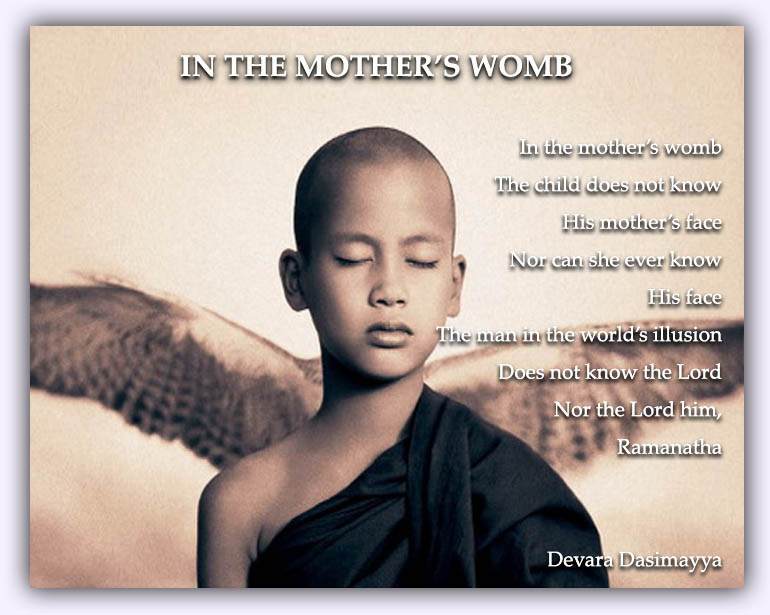 IN THE MOTHER'S WOMB
In the mother's womb
The child does not know
His mother's face
Nor can she ever know
His face
The man in the world's illusion
Does not know the Lord
Nor the Lord him,
Ramanatha
Devara Dasimayya